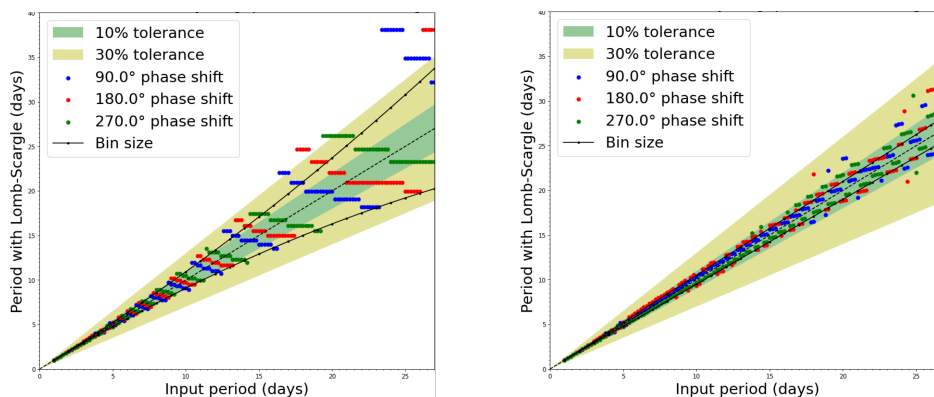 10% tolerance
30% tolerance
90.0° phase shift
180.0° phase shift
270.0° phase shift
Bin size
Period with Lomb-Scargle (days)
40
35
30
25
20
15
10
5
0
0
5
10
15
20
25
Input period (days)
10% tolerance
30% tolerance
90.0° phase shift
180.0° phase shift
270.0° phase shift
Bin size
Period with Lomb-Scargle (days)
40
35
30
25
20
15
10
5
0
0
5
10
15
20
25
Input period (days)